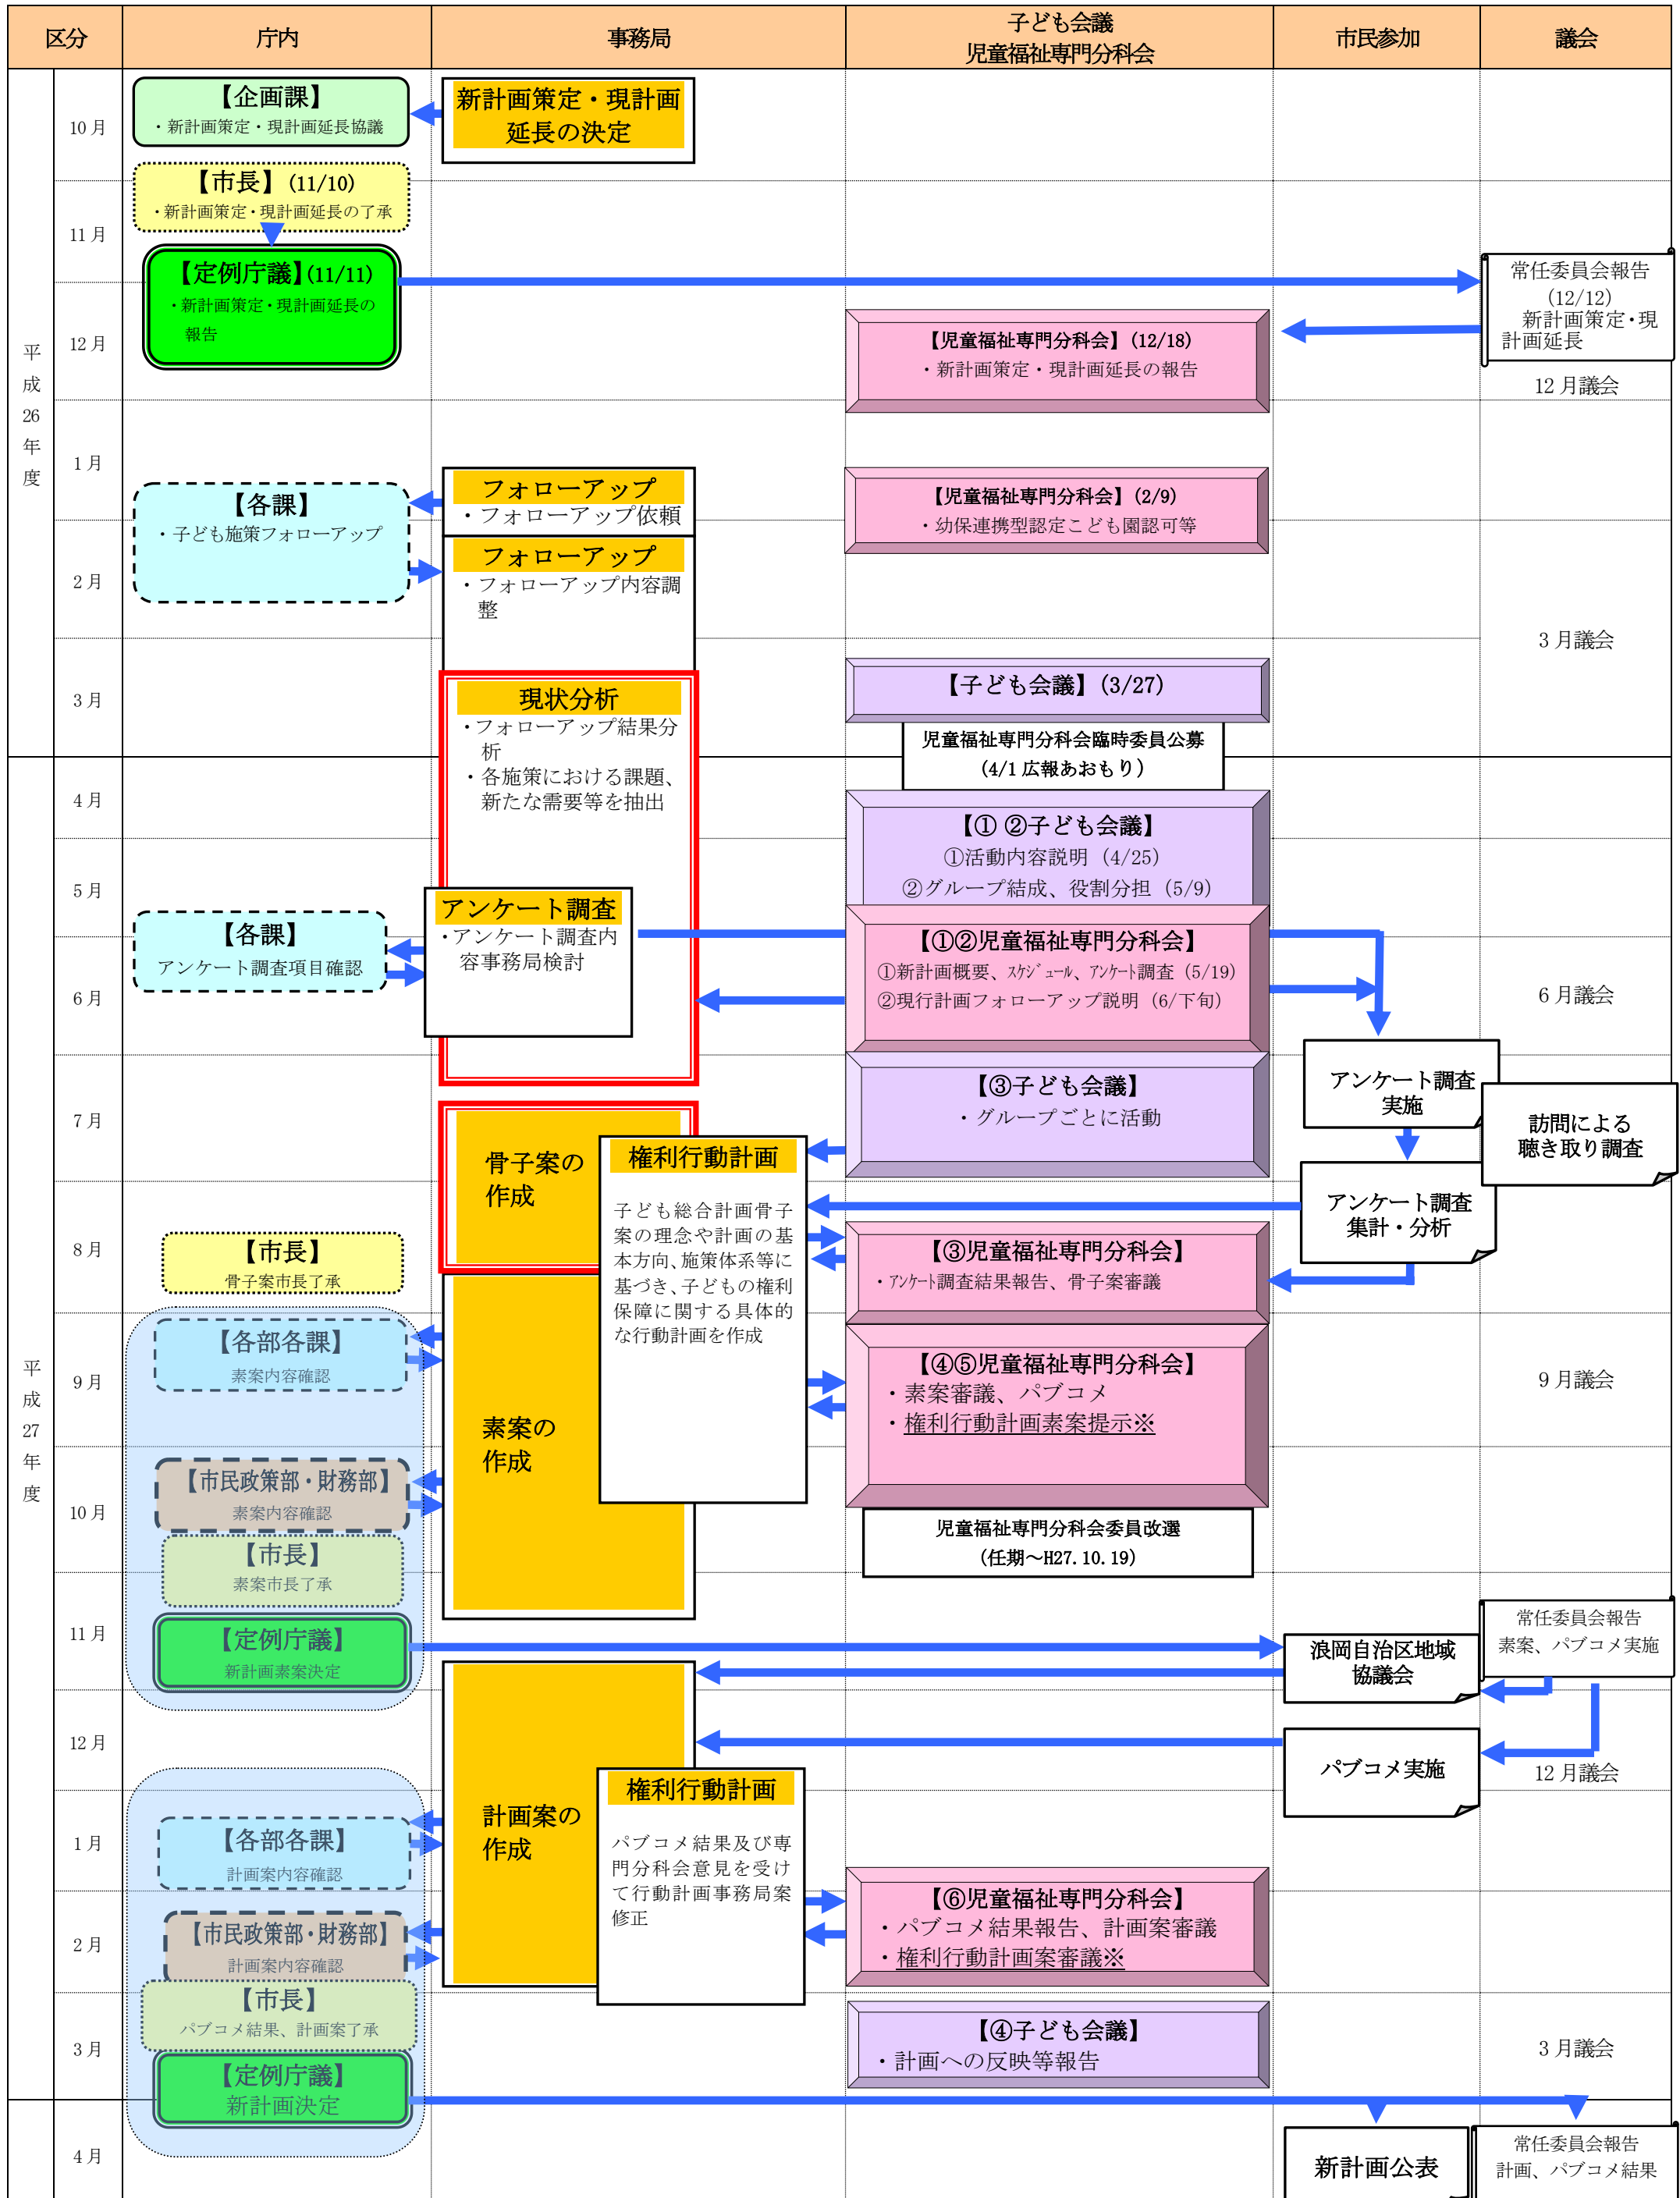 区分
庁内
事務局
子ども会議
児童福祉専門分科会
市民参加
議会
平成26年度
10月
【企画課】
・新計画策定・現計画延長協議
新計画策定・現計画
延長の決定
【市長】(11/10)
・新計画策定・現計画延長の了承
11月
【定例庁議】(11/11)
・新計画策定・現計画延長の
報告
常任委員会報告
(12/12)
新計画策定・現
計画延長
12月
【児童福祉専門分科会】(12/18)
・新計画策定・現計画延長の報告
12月議会
1月
【各課】
・子ども施策フォローアップ
フォローアップ
・フォローアップ依頼
【児童福祉専門分科会】(2/9)
・幼保連携型認定こども園認可等
2月
フォローアップ
・フォローアップ内容調
整
3月議会
3月
現状分析
・フォローアップ結果分
析
・各施策における課題、
新たな需要等を抽出
【子ども会議】(3/27)
児童福祉専門分科会臨時委員公募
(4/1広報あおもり)
平成27年度
4月
【① ②子ども会議】
①活動内容説明 (4/25)
②グループ結成、役割分担 (5/9)
5月
アンケート調査
・アンケート調査内
容事務局検討
【各課】
アンケート調査項目確認
【①②児童福祉専門分科会】
①新計画概要、スケジュール、アンケート調査 (5/19)
②現行計画フォローアップ説明 (6/下旬)
6月
6月議会
【③子ども会議】
・グループごとに活動
アンケート調査
実施
訪問による
聴き取り調査
7月
骨子案の
作成
権利行動計画
子ども総合計画骨子
案の理念や計画の基
本方向、施策体系等に
基づき、子どもの権利
保障に関する具体的
な行動計画を作成
アンケート調査
集計・分析
8月
【市長】
骨子案市長了承
【③児童福祉専門分科会】
・アンケート調査結果報告、骨子案審議
9月
【各部各課】
素案内容確認
素案の
作成
【④⑤児童福祉専門分科会】
・素案審議、パブコメ
・権利行動計画素案提示※
9月議会
10月
【市民政策部・財務部】
素案内容確認
【市長】
素案市長了承
児童福祉専門分科会委員改選
(任期～H27.10.19)
11月
【定例庁議】
新計画素案決定
浪岡自治区地域
協議会
常任委員会報告
素案、パブコメ実施
12月
パブコメ実施
12月議会
計画案の
作成
権利行動計画
パブコメ結果及び専
門分科会意見を受け
て行動計画事務局案
修正
1月
【各部各課】
計画案内容確認
【⑥児童福祉専門分科会】
・パブコメ結果報告、計画案審議
・権利行動計画案審議※
2月
【市民政策部・財務部】
計画案内容確認
【市長】
パブコメ結果、計画案了承
3月
【④子ども会議】
・計画への反映等報告
3月議会
【定例庁議】
新計画決定
4月
新計画公表
常任委員会報告
計画、パブコメ結果